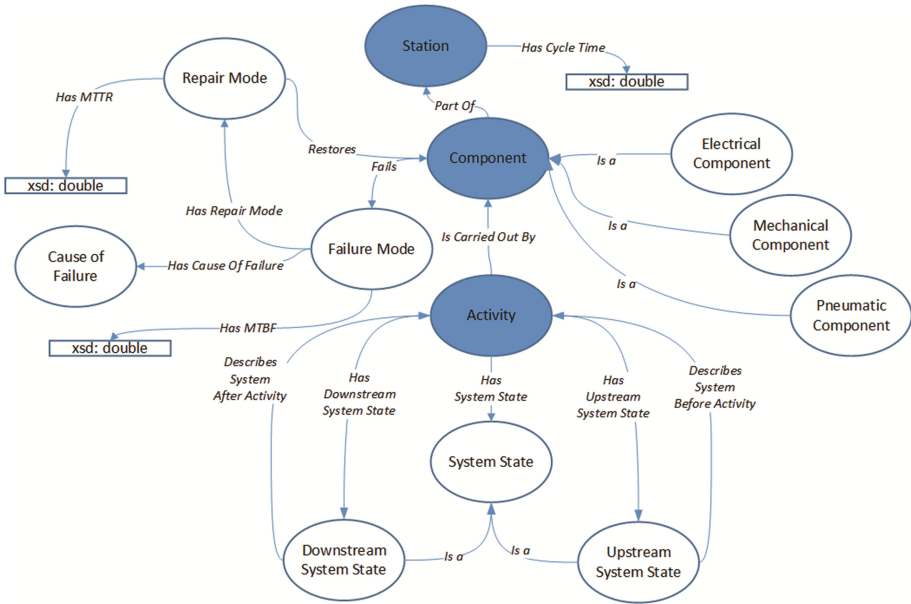 Station
Has Cycle Time
xsd: double
Repair Mode
Has MTTR
Part Of
Restores
Component
Electrical
Component
Is a
Fails
xsd: double
Has Repair Mode
Mechanical
Component
Is a
Is Carried Out By
Failure Mode
Cause of
Failure
Has Cause Of Failure
Is a
Pneumatic
Component
Activity
Has MTBF
xsd: double
Describes
System
After Activity
Has
Downstream
System State
Has
System State
Has
Upstream
System State
Describes
System
Before Activity
System State
Downstream
System State
Is a
Is a
Upstream
System State